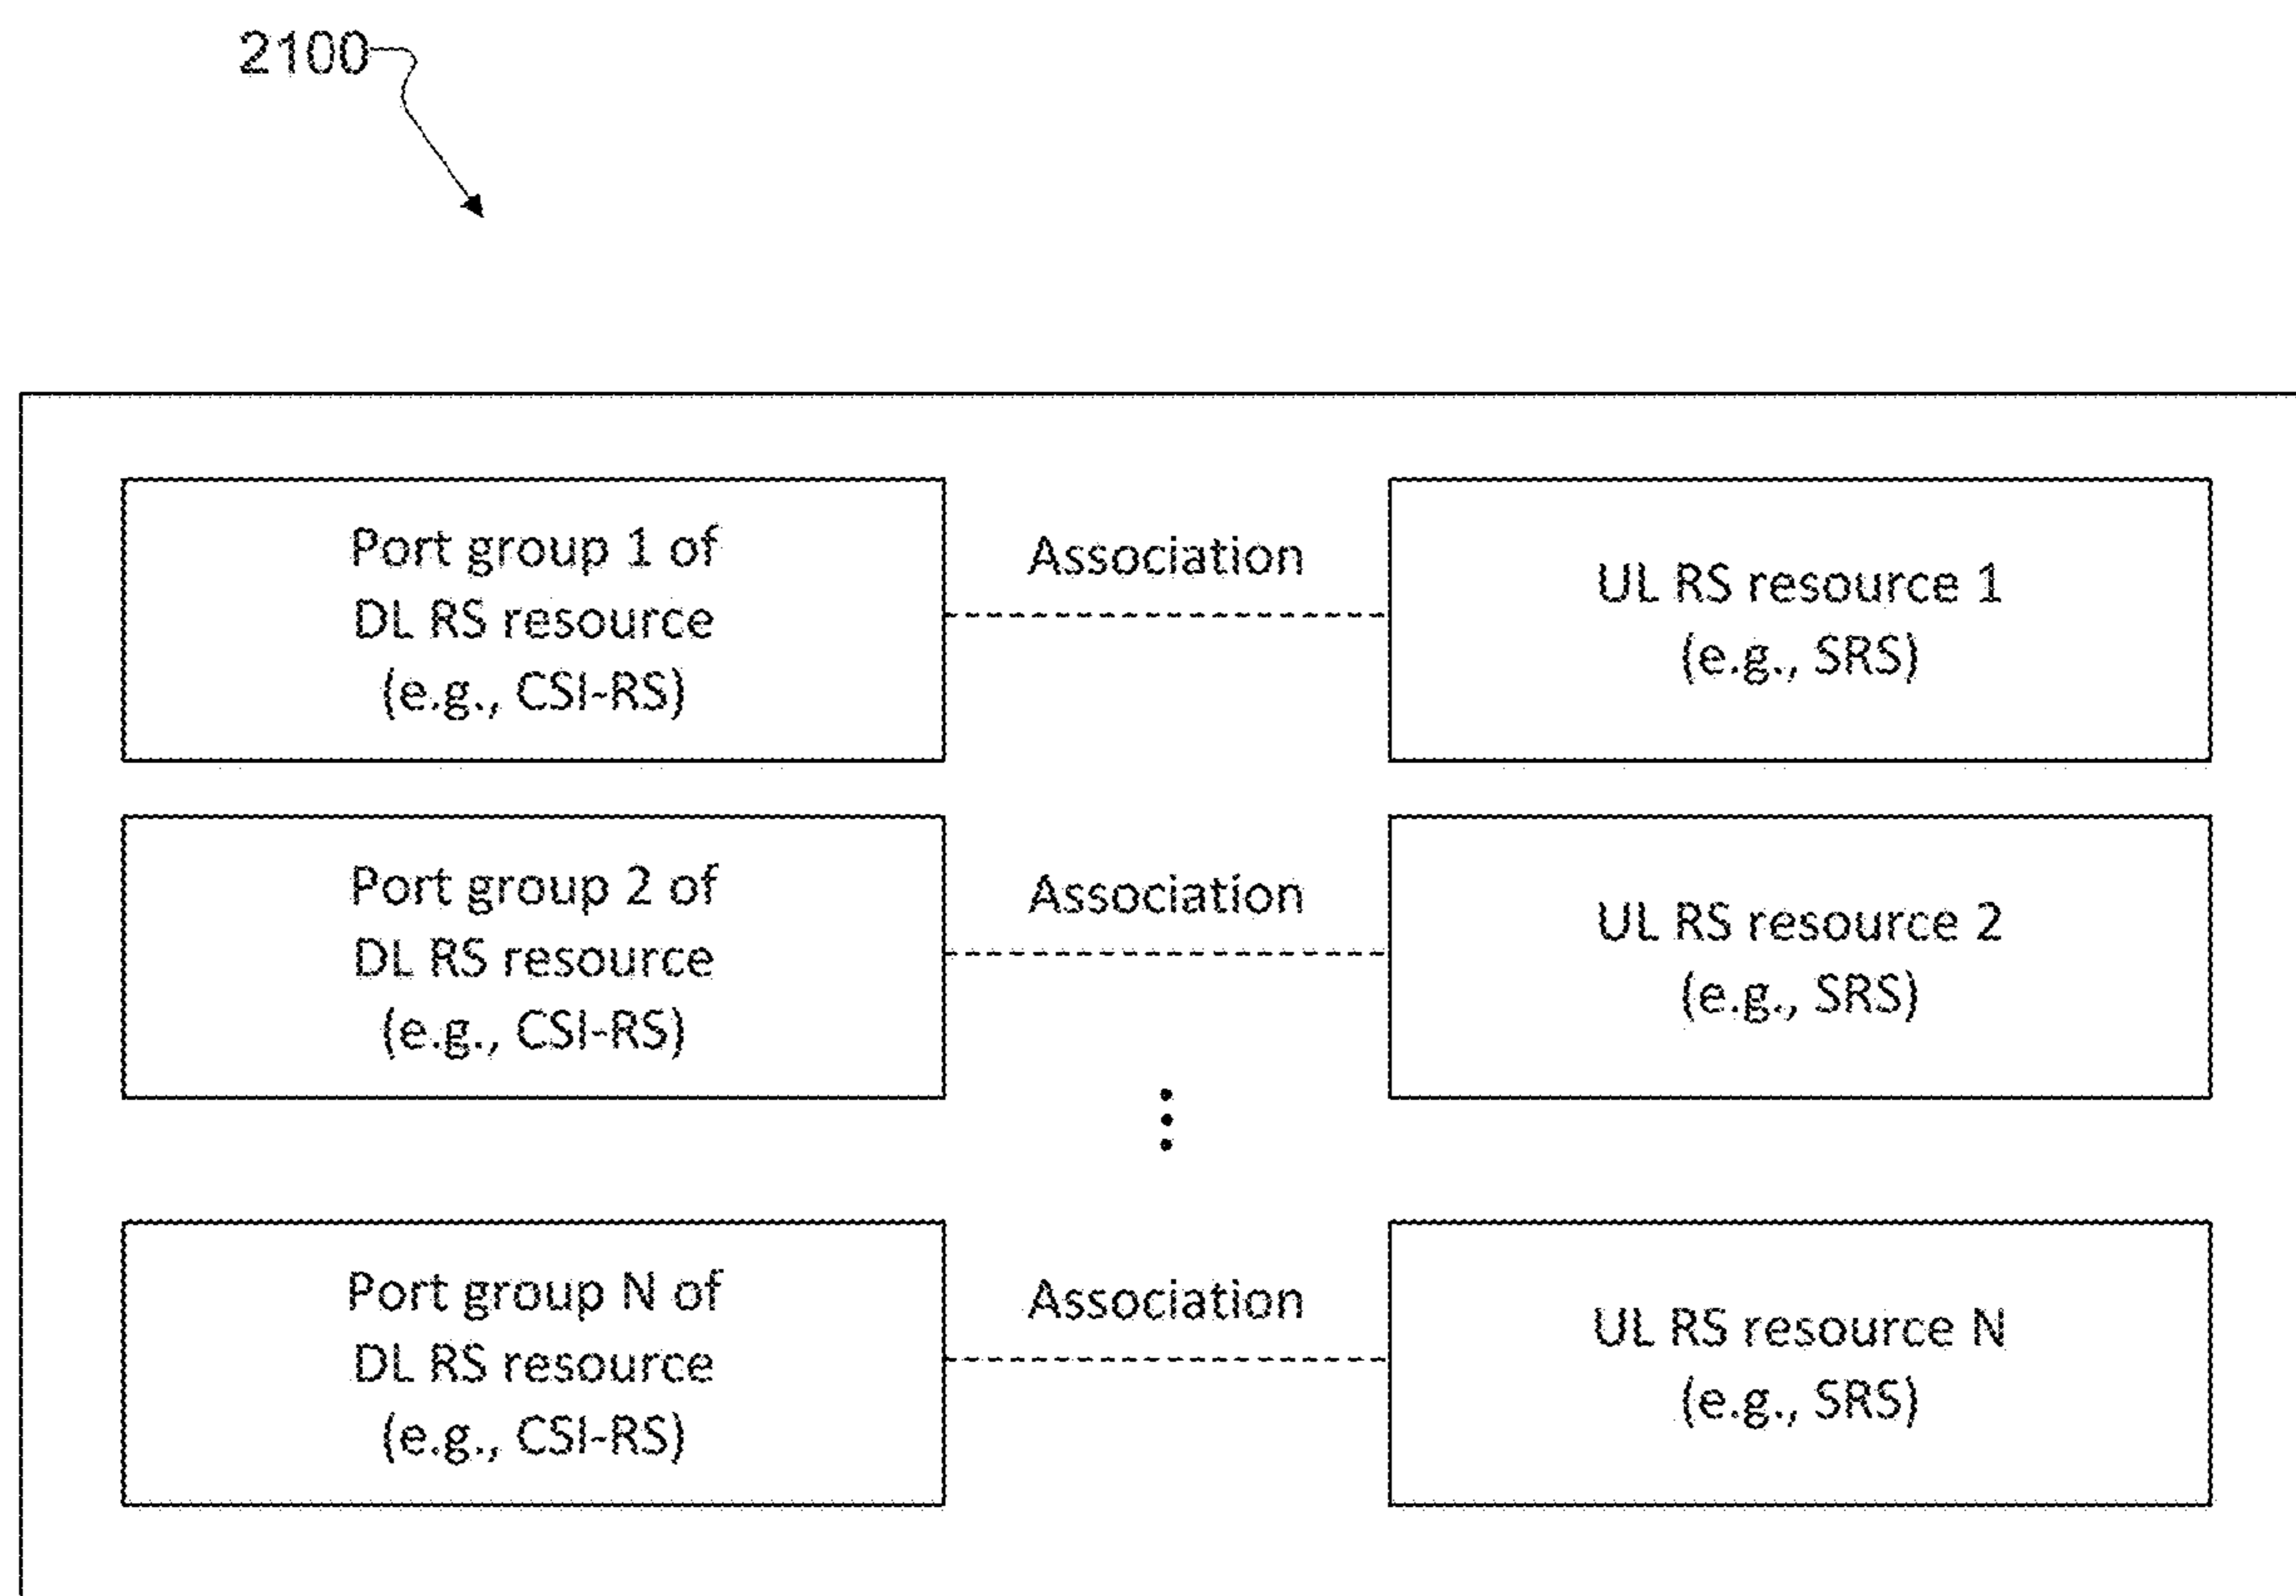 2100
Port group 1 of
DL RS resource
(e.g., CSI-RS)
Association
UL RS resource 1
(e.g., SRS)
Port group 2 of
DL RS resource
(e.g., CSI-RS)
Association
UL RS resource 2
(e.g., SRS)
Port group N of
DL RS resource
(e.g., CSI-RS)
Association
UL RS resource N
(e.g., SRS)